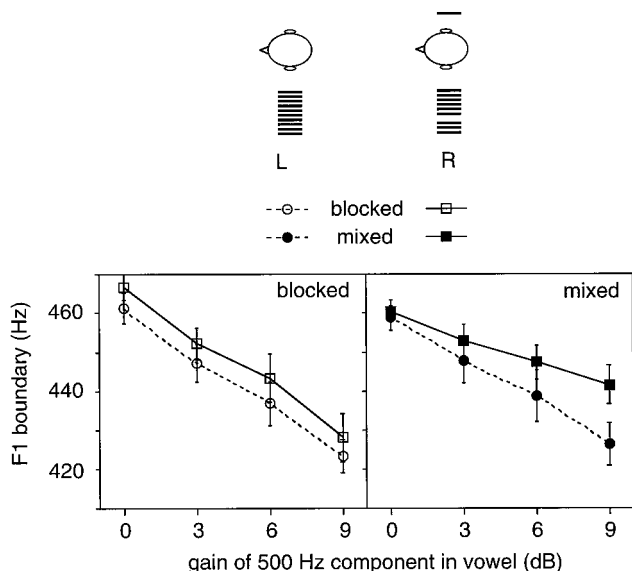 L R
blocked
mixed
blocked mixed
F1 boundary (Hz)
460
440
420
0 3 6 9 0 3 6 9
gain of 500 Hz component in vowel (dB)